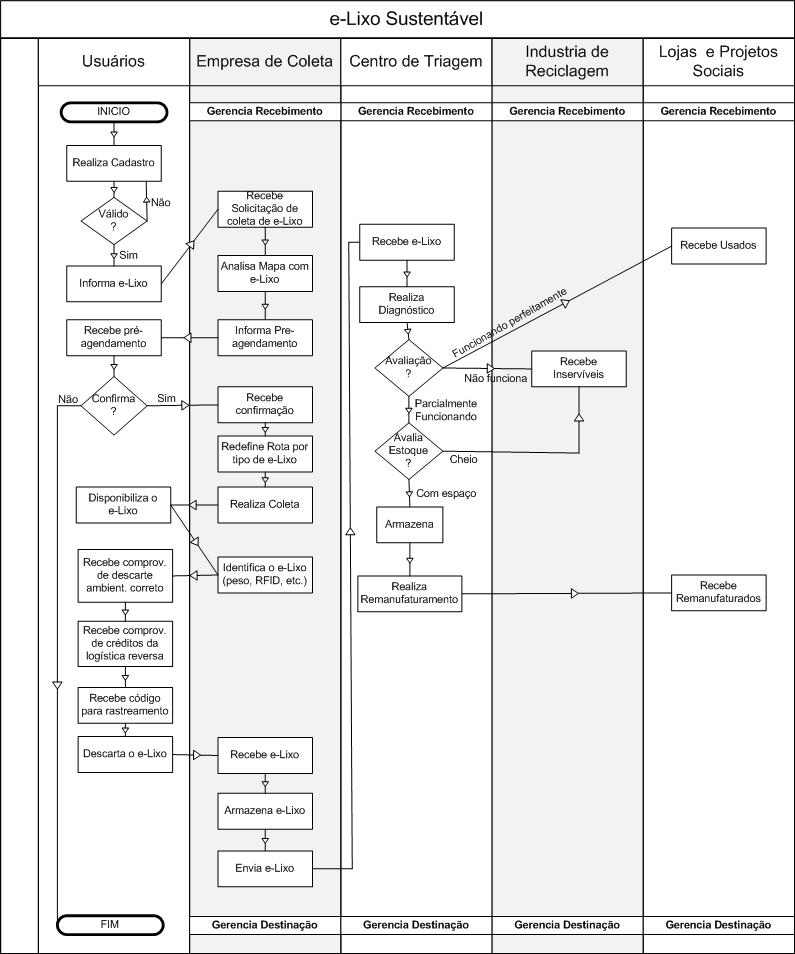 e-Lixo Sustentável
Usuários
Empresa de Coleta
Centro de Triagem
Industria de
Reciclagem
Lojas e Projetos
Sociais
INICIO
Gerencia Recebimento
Gerencia Recebimento
Gerencia Recebimento
Gerencia Recebimento
Realiza Cadastro
Válido
?
Não
Sim
Informa e-Lixo
Recebe pré-
agendamento
Confirma
?
Não
Sim
Disponibiliza o
e-Lixo
Recebe comprov.
de descarte
ambient. correto
Recebe comprov.
de créditos da
logística reversa
Recebe código
para rastreamento
Descarta o e-Lixo
FIM
Recebe
Solicitação de
coleta de e-Lixo
Analisa Mapa com
e-Lixo
Informa Pre-
agendamento
Recebe
confirmação
Redefine Rota por
tipo de e-Lixo
Realiza Coleta
Identifica o e-Lixo
(peso, RFID, etc.)
Recebe e-Lixo
Armazena e-Lixo
Envia e-Lixo
Recebe e-Lixo
Realiza
Diagnóstico
Avaliação
?
Funcionando perfeitamente
Não funciona
Parcialmente
Funcionando
Avalia
Estoque
?
Cheio
Com espaço
Armazena
Realiza
Remanufaturamento
Recebe
Inservíveis
Recebe Usados
Recebe
Remanufaturados
Gerencia Destinação
Gerencia Destinação
Gerencia Destinação
Gerencia Destinação